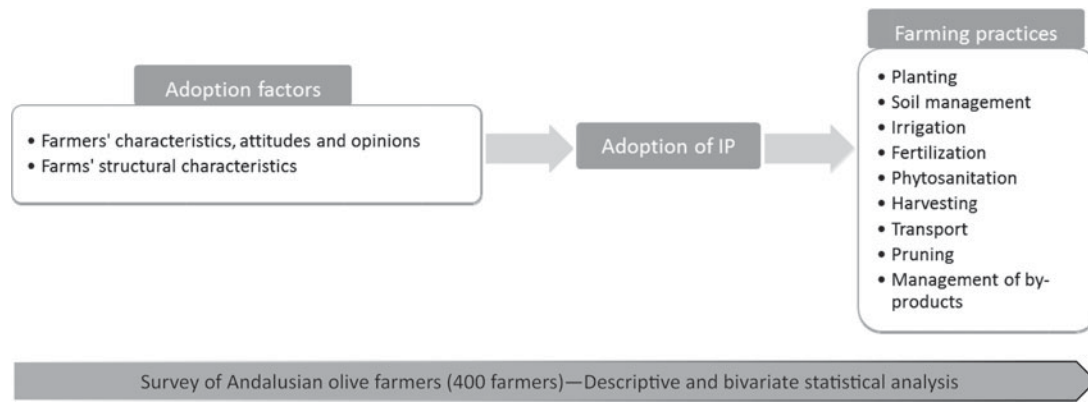 Adoption factors
• Farmers' characteristics, attitudes and opinions
• Farms' structural characteristics
Adoption of IP
Farming practices
• Planting
• Soil management
• Irrigation
• Fertilization
• Phytosanitation
• Harvesting
• Transport
• Pruning
• Management of by-
products
Survey of Andalusian olive farmers (400 farmers)—Descriptive and bivariate statistical analysis